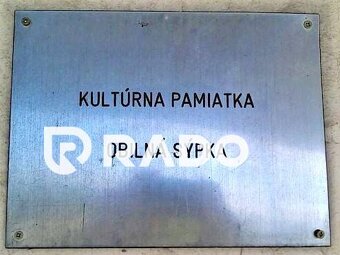 KULTÚRNA PAMIATKA
OBILNÁ SÝPKA
RADO